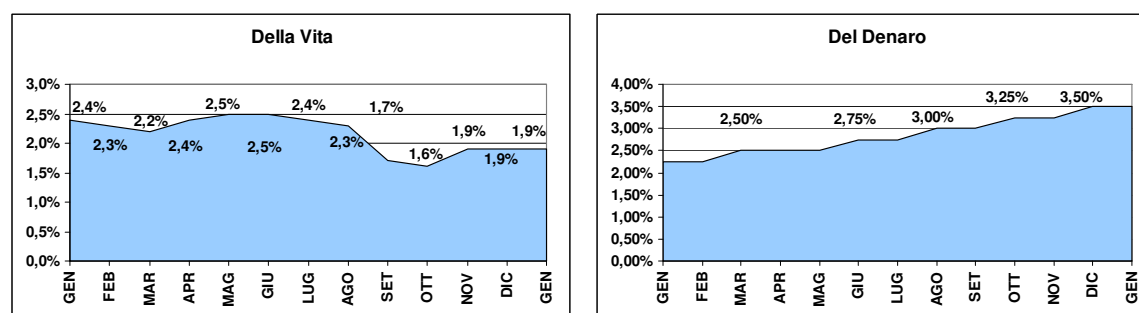 Della Vita
3,0%
2,5%
2,0%
1,5%
1,0%
0,5%
0,0%
2,4%
2,3%
2,2%
2,4%
2,5%
2,5%
2,4%
2,3%
1,7%
1,6%
1,9%
1,9%
1,9%
GEN
FEB
MAR
APR
MAG
GIU
LUG
AGO
SET
OTT
NOV
DIC
GEN
Del Denaro
4,00%
3,50%
3,00%
2,50%
2,00%
1,50%
1,00%
0,50%
0,00%
2,50%
2,75%
3,00%
3,25%
3,50%
GEN
FEB
MAR
APR
MAG
GIU
LUG
AGO
SET
OTT
NOV
DIC
GEN